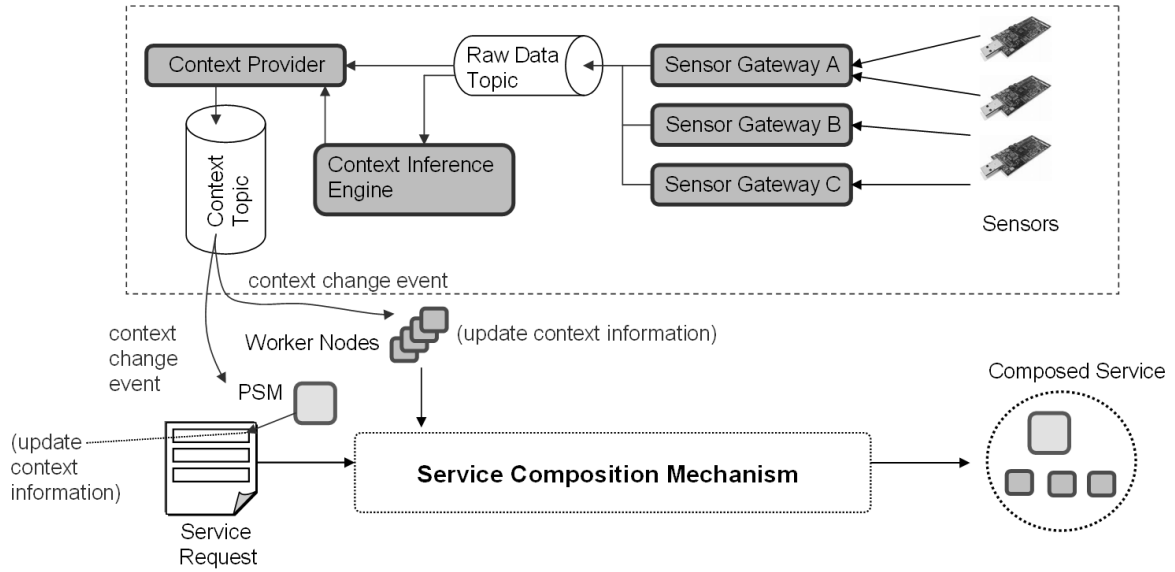 Context Provider
Raw Data
Topic
Sensor Gateway A
Sensor Gateway B
Sensor Gateway C
Context Inference
Engine
Context
Topic
Sensors
context change event
context
change
event
Worker Nodes
(update context information)
PSM
Composed Service
(update
context
information)
Service Composition Mechanism
Service
Request